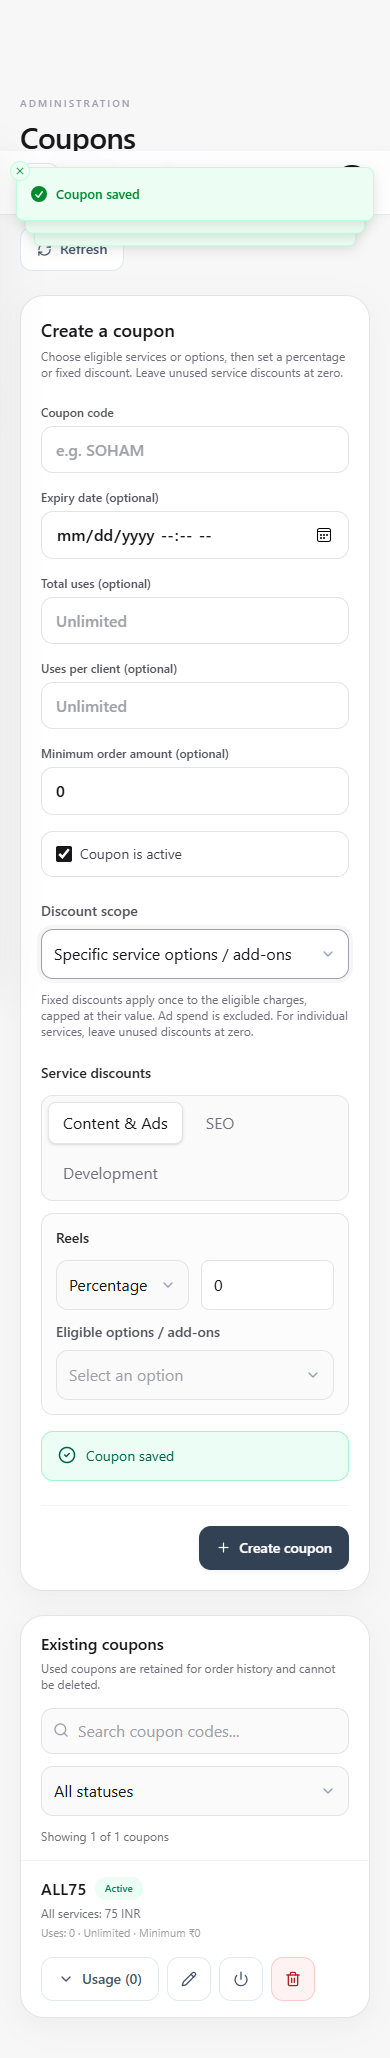 ADMINISTRATION
Coupons
Coupon saved
Refresh
Create a coupon
Choose eligible services or options, then set a percentage
or fixed discount. Leave unused service discounts at zero.
Coupon code
e.g. SOHAM
Expiry date (optional)
mm/dd/yyyy --:-- --
Total uses (optional)
Unlimited
Uses per client (optional)
Unlimited
Minimum order amount (optional)
0
Coupon is active
Discount scope
Specific service options / add-ons
Fixed discounts apply once to the eligible charges,
capped at their value. Ad spend is excluded. For individual
services, leave unused discounts at zero.
Service discounts
Content & Ads SEO
Development
Reels
Percentage 0
Eligible options / add-ons
Select an option
Coupon saved
Create coupon
Existing coupons
Used coupons are retained for order history and cannot
be deleted.
Search coupon codes...
All statuses
Showing 1 of 1 coupons
ALL75 Active
All services: 75 INR
Uses: 0 · Unlimited · Minimum ₹0
Usage (0)